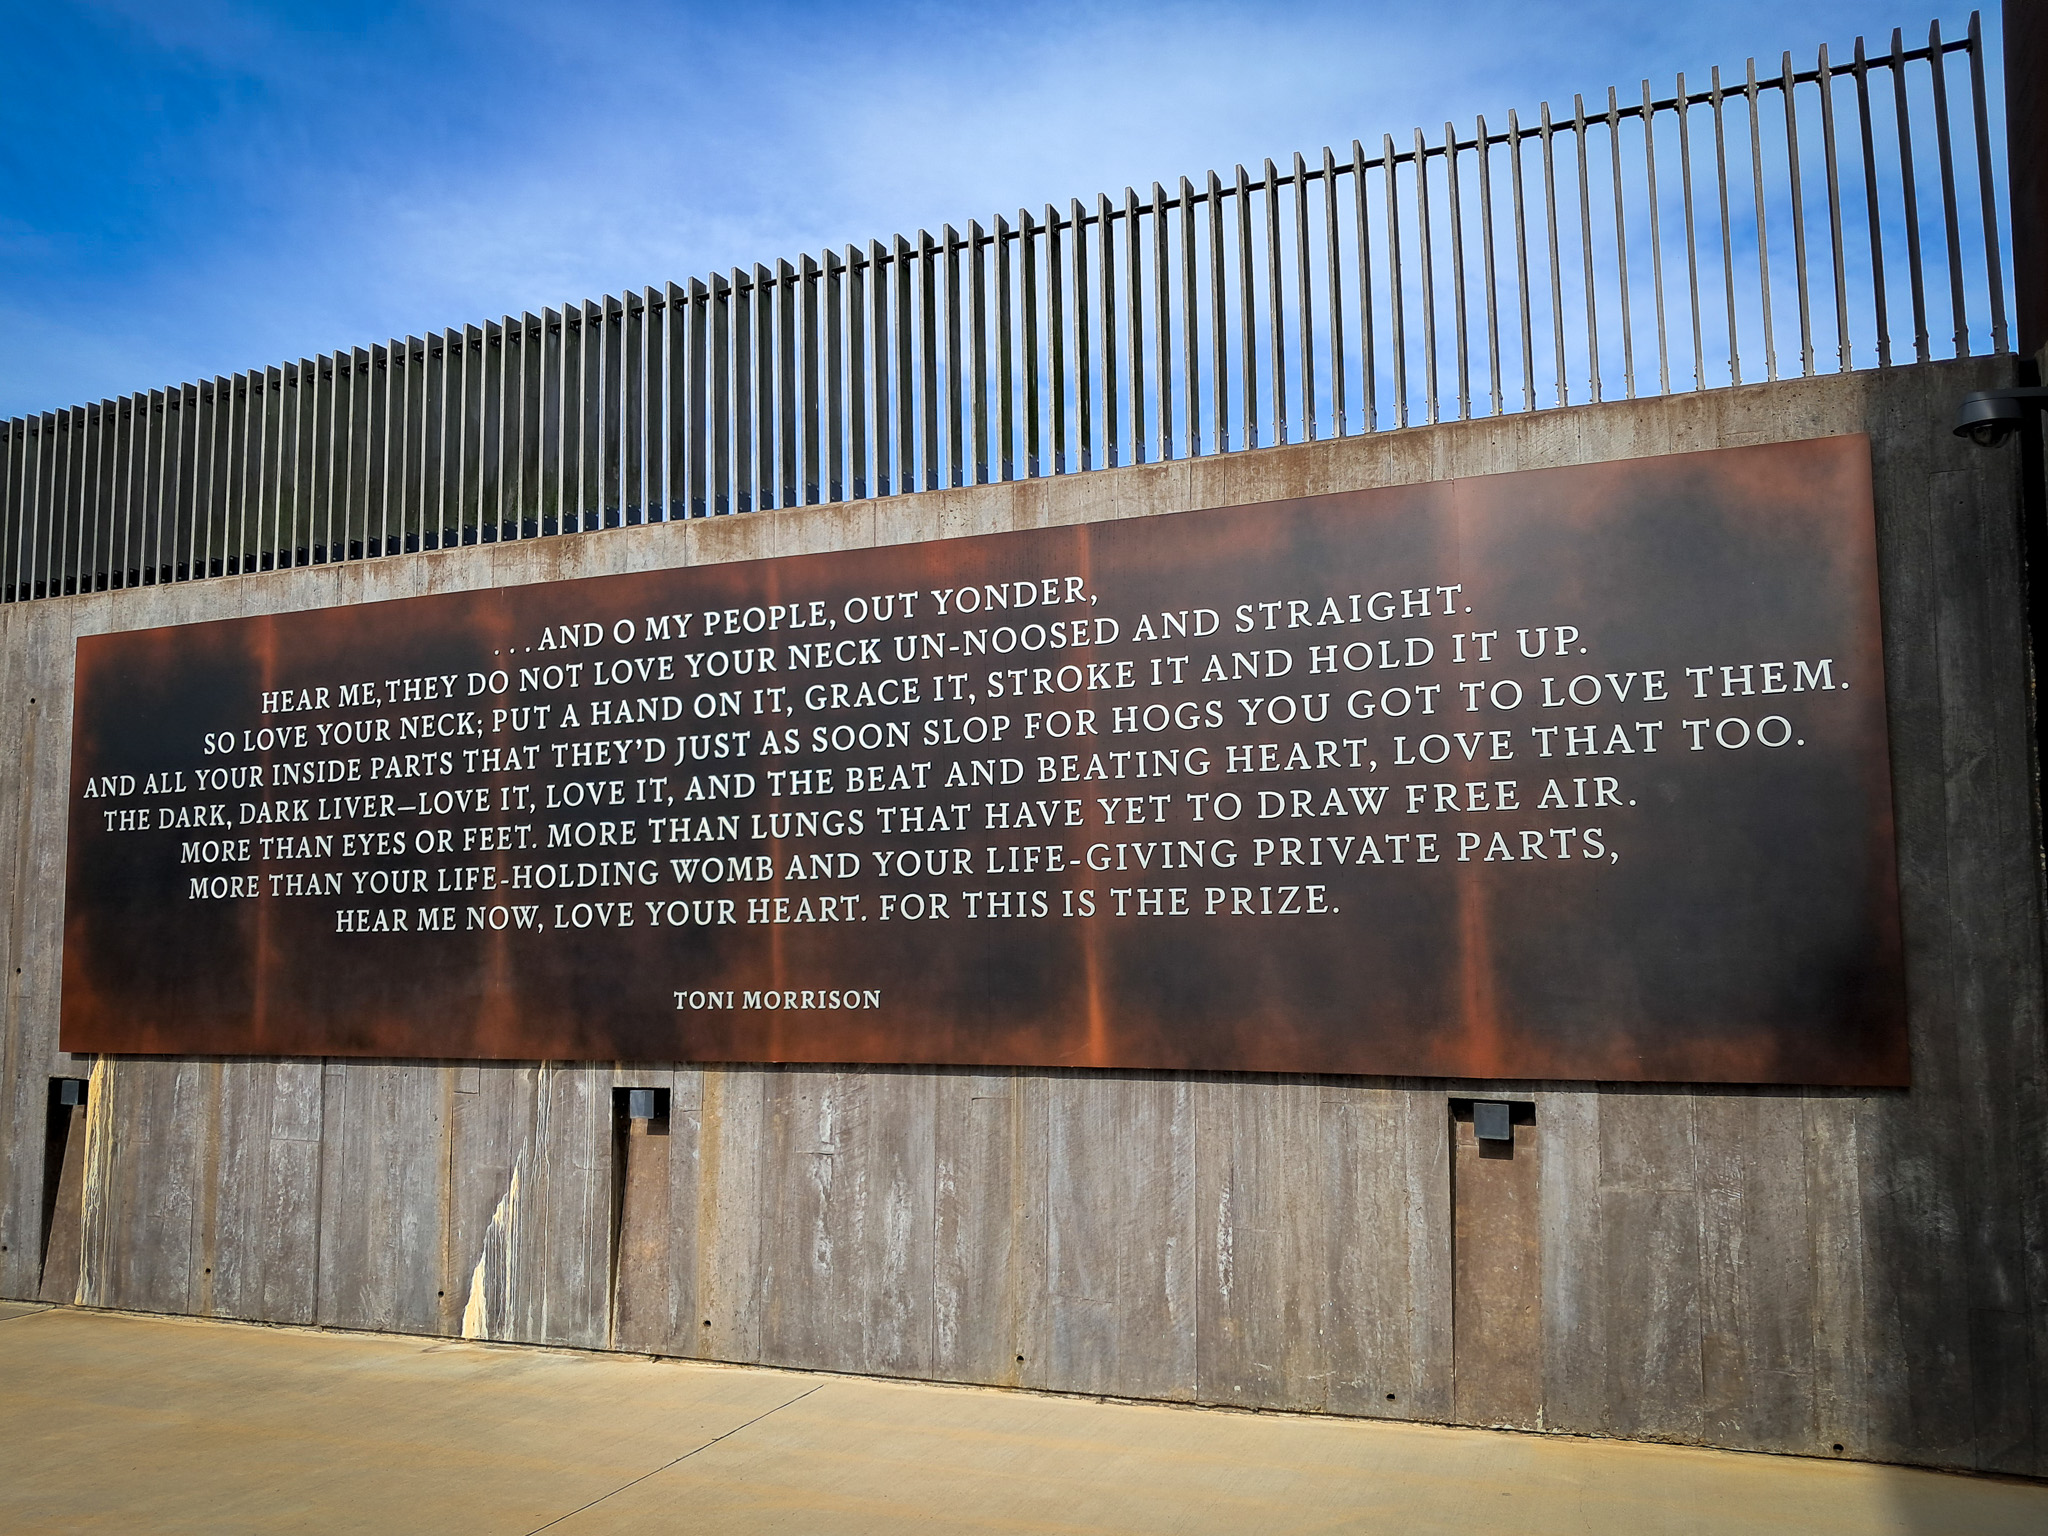 . . . AND O MY PEOPLE, OUT YONDER,
HEAR ME, THEY DO NOT LOVE YOUR NECK UN-NOOSED AND STRAIGHT.
SO LOVE YOUR NECK; PUT A HAND ON IT, GRACE IT, STROKE IT AND HOLD IT UP.
AND ALL YOUR INSIDE PARTS THAT THEY’D JUST AS SOON SLOP FOR HOGS YOU GOT TO LOVE THEM.
THE DARK, DARK LIVER—LOVE IT, LOVE IT, AND THE BEAT AND BEATING HEART, LOVE THAT TOO.
MORE THAN EYES OR FEET. MORE THAN LUNGS THAT HAVE YET TO DRAW FREE AIR.
MORE THAN YOUR LIFE-HOLDING WOMB AND YOUR LIFE-GIVING PRIVATE PARTS,
HEAR ME NOW, LOVE YOUR HEART. FOR THIS IS THE PRIZE.
TONI MORRISON